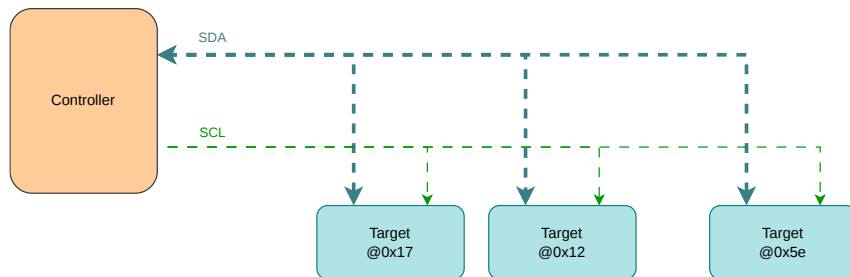 SDA
Controller
SCL
Target
@0x17
Target
@0x12
Target
@0x5e